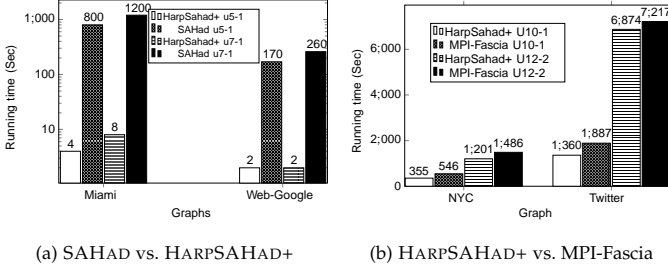 1,000
100
10
Running time (Sec)
4
800
8
1200
2
170
2
260
HarpSahad+ u5-1
SAHad u5-1
HarpSahad+ u7-1
SAHad u7-1
Miami
Web-Google
Graphs
(a) SAHAD vs. HARPSAHAD+
6,000
4,000
2,000
0
Running time (Sec)
355
546
1;201
1;486
1;360
1;887
6;874
7;217
HarpSahad+ U10-1
MPI-Fascia U10-1
HarpSahad+ U12-2
MPI-Fascia U12-2
NYC
Twitter
Graph
(b) HARPSAHAD+ vs. MPI-Fascia